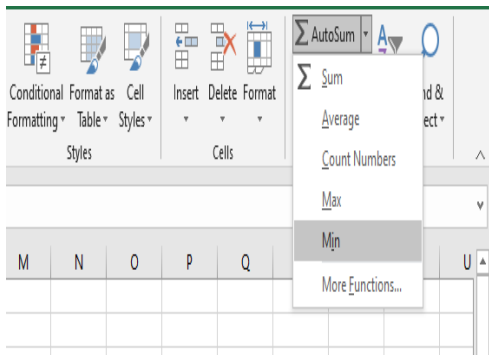 AutoSum
Conditional Format as Cell
Formatting Table Styles
Insert Delete Format
Styles
Cells
Sum
Average
Count Numbers
Max
Min
More Functions...
d &
ect
M N O P Q U